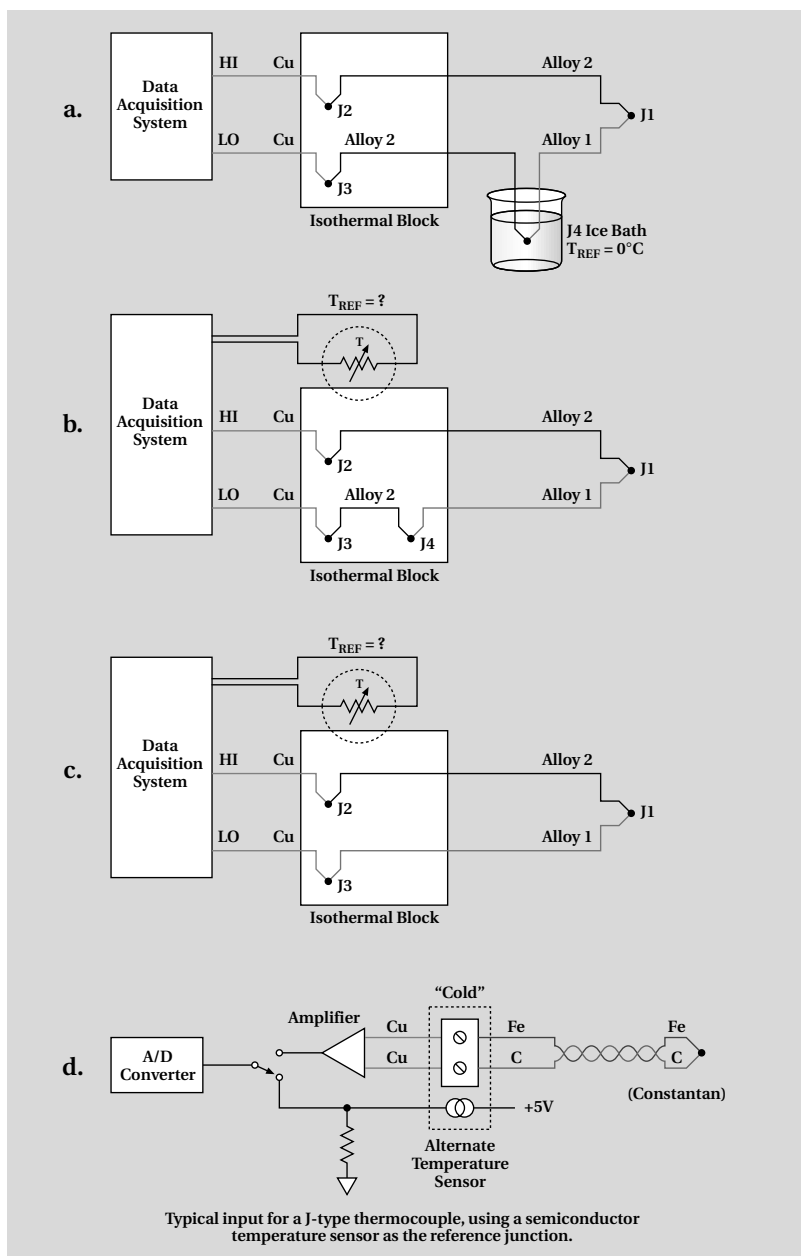 a.
Data
Acquisition
System
HI
Cu
J2
Alloy 2
J1
LO
Cu
Alloy 2
J3
Alloy 1
Isothermal Block
J4 Ice Bath
TREF = 0°C
b.
TREF = ?
T
Data
Acquisition
System
HI
Cu
J2
Alloy 2
J1
LO
Cu
Alloy 2
J3
J4
Alloy 1
Isothermal Block
c.
TREF = ?
T
Data
Acquisition
System
HI
Cu
J2
Alloy 2
J1
LO
Cu
J3
Alloy 1
Isothermal Block
d.
A/D
Converter
Amplifier
“Cold”
Cu
Fe
Fe
Cu
C
C
(Constantan)
+5V
Alternate
Temperature
Sensor
Typical input for a J-type thermocouple, using a semiconductor
temperature sensor as the reference junction.